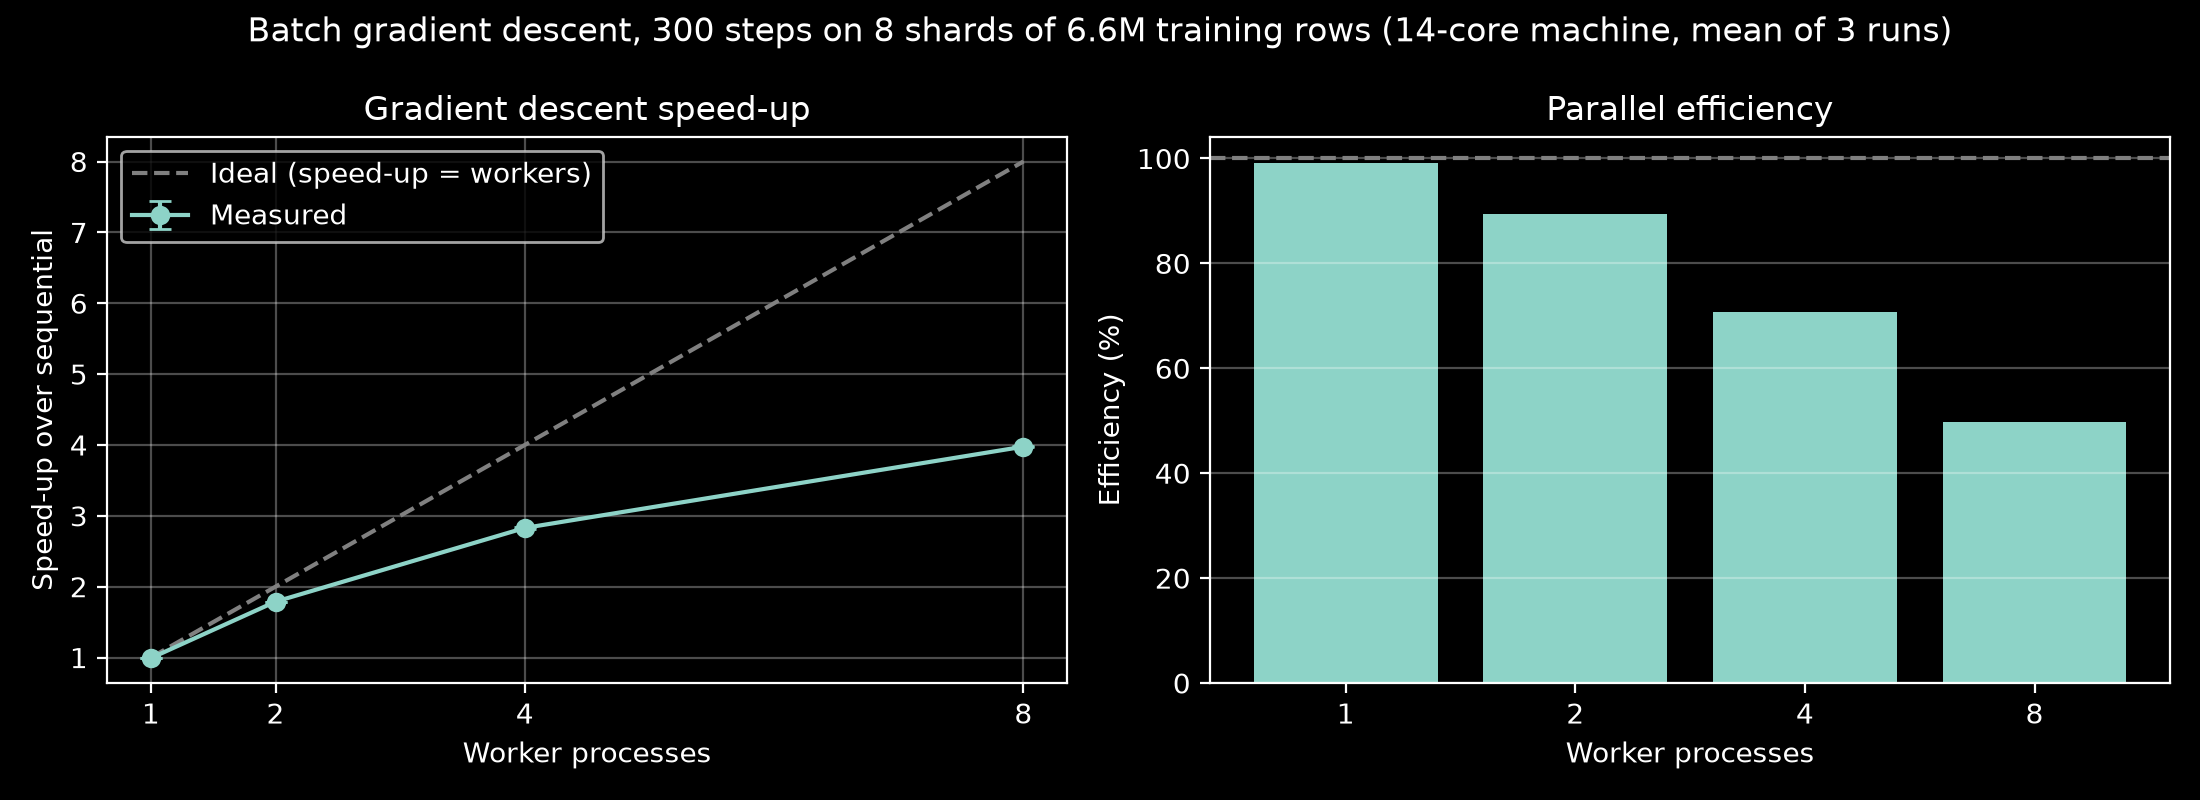 Batch gradient descent, 300 steps on 8 shards of 6.6M training rows (14-core machine, mean of 3 runs)
Gradient descent speed-up
Ideal (speed-up = workers)
Measured
Speed-up over sequential
8
7
6
5
4
3
2
1
1 2 4 8
Worker processes
Parallel efficiency
Efficiency (%)
100
80
60
40
20
0
1 2 4 8
Worker processes